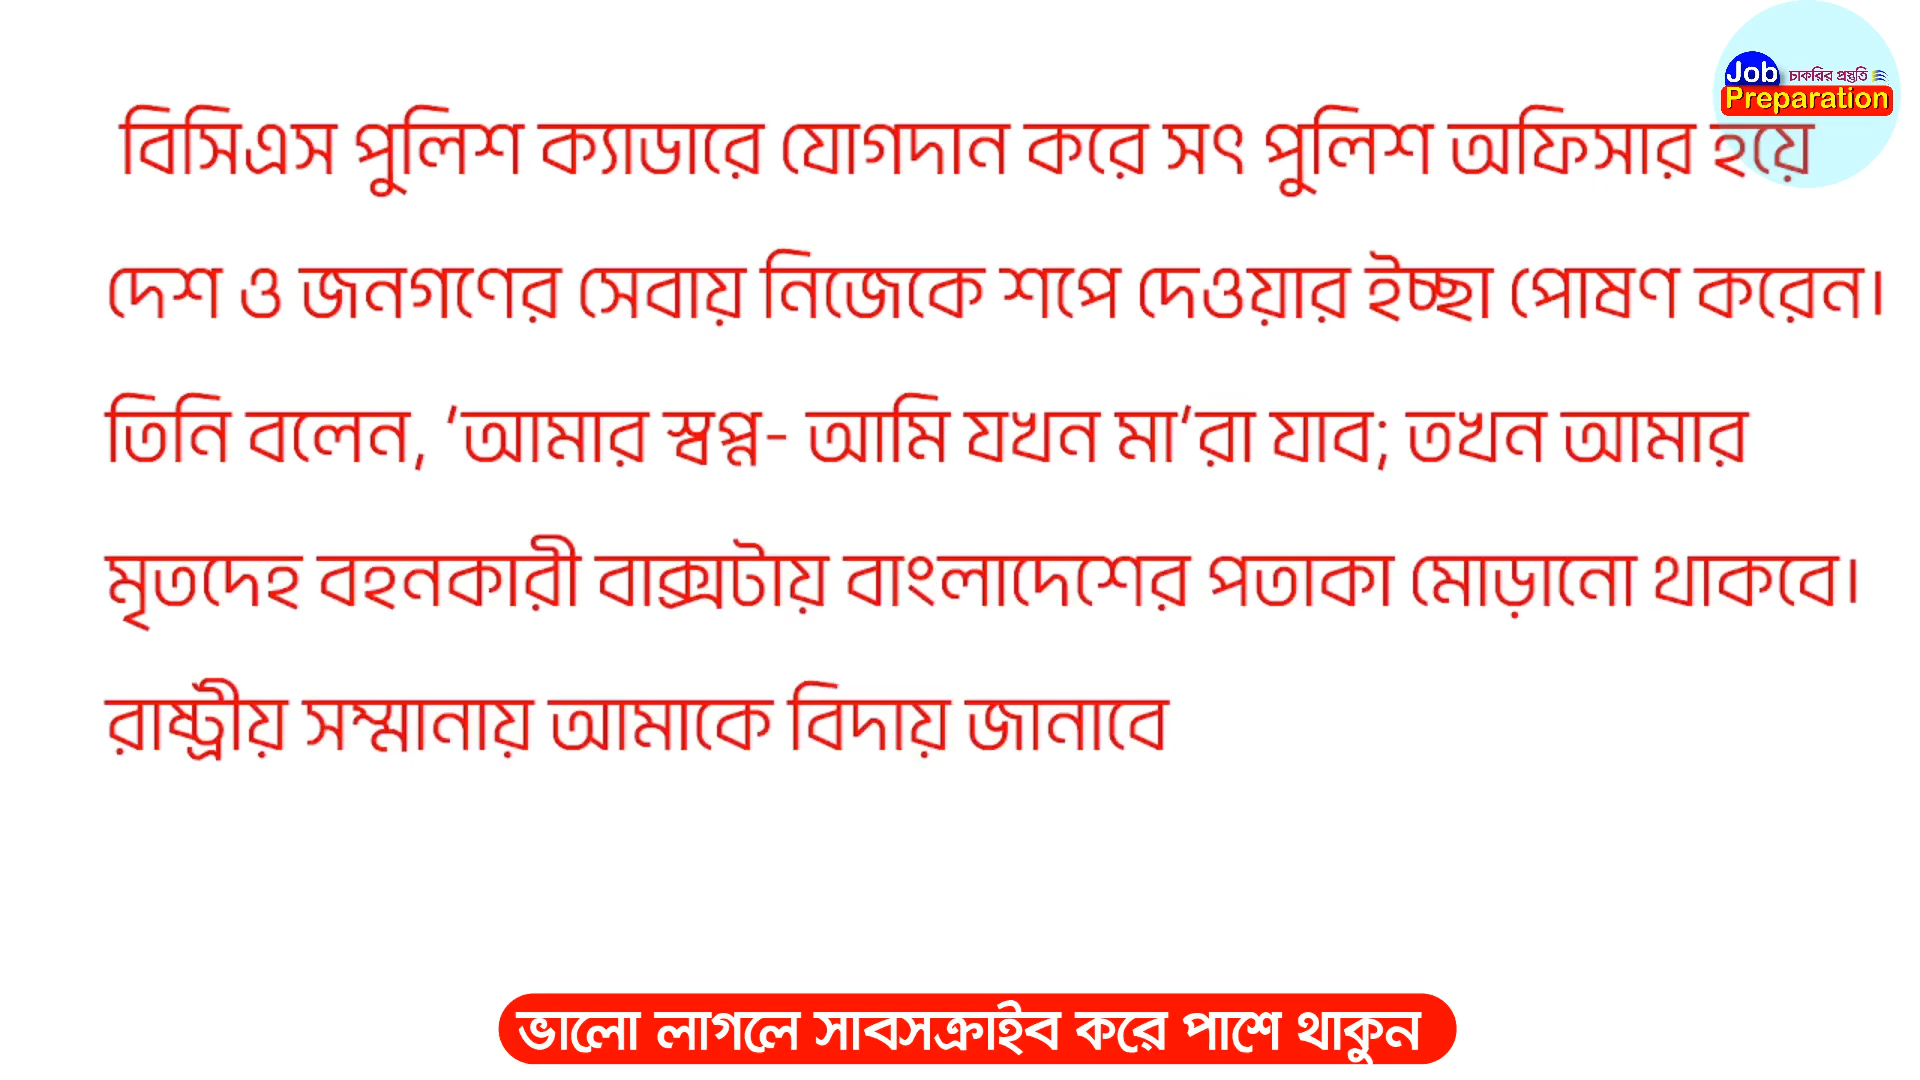 Job চাকরির প্রস্তুতি
Preparation
বিসিএস পুলিশ ক্যাডারে যোগদান করে সৎ পুলিশ অফিসার হয়ে
দেশ ও জনগণের সেবায় নিজেকে শপে দেওয়ার ইচ্ছা পোষণ করেন।
তিনি বলেন, ‘আমার স্বপ্ন- আমি যখন মা‘রা যাব; তখন আমার
মৃতদেহ বহনকারী বাক্সটায় বাংলাদেশের পতাকা মোড়ানো থাকবে।
রাষ্ট্রীয় সম্মানায় আমাকে বিদায় জানাবে
ভালো লাগলে সাবসক্রাইব করে পাশে থাকুন